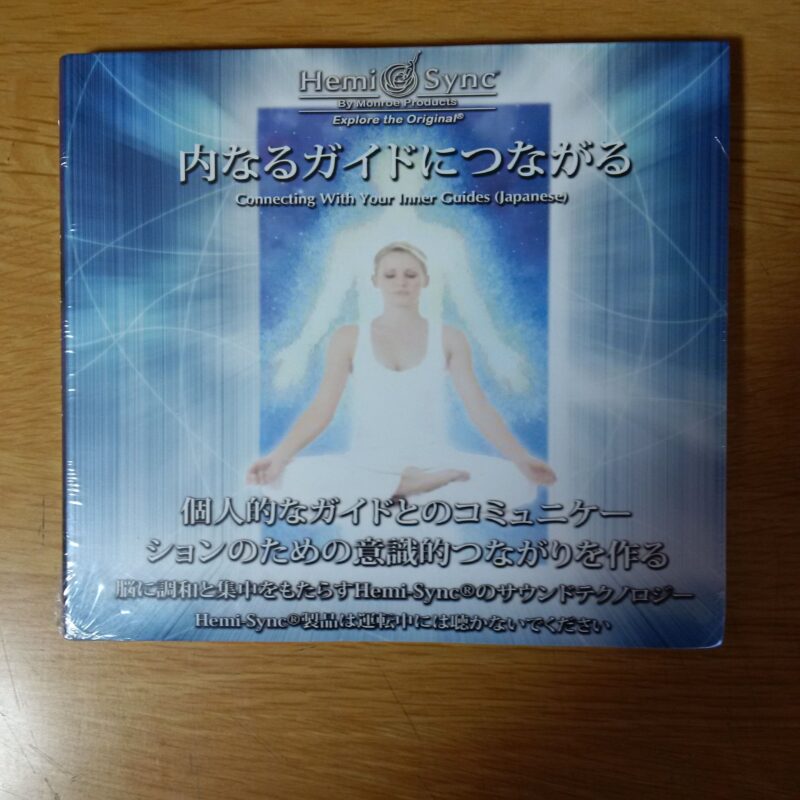 Hemi Sync®
By Monroe Products
Explore the Original®
内なるガイドにつながる
Connecting With Your Inner Guides (Japanese)
個人的なガイドとのコミュニケー
ションのための意識的つながりを作る
脳に調和と集中をもたらすHemi-Sync®のサウンドテクノロジー
Hemi-Sync®製品は運転中には聴かないでください